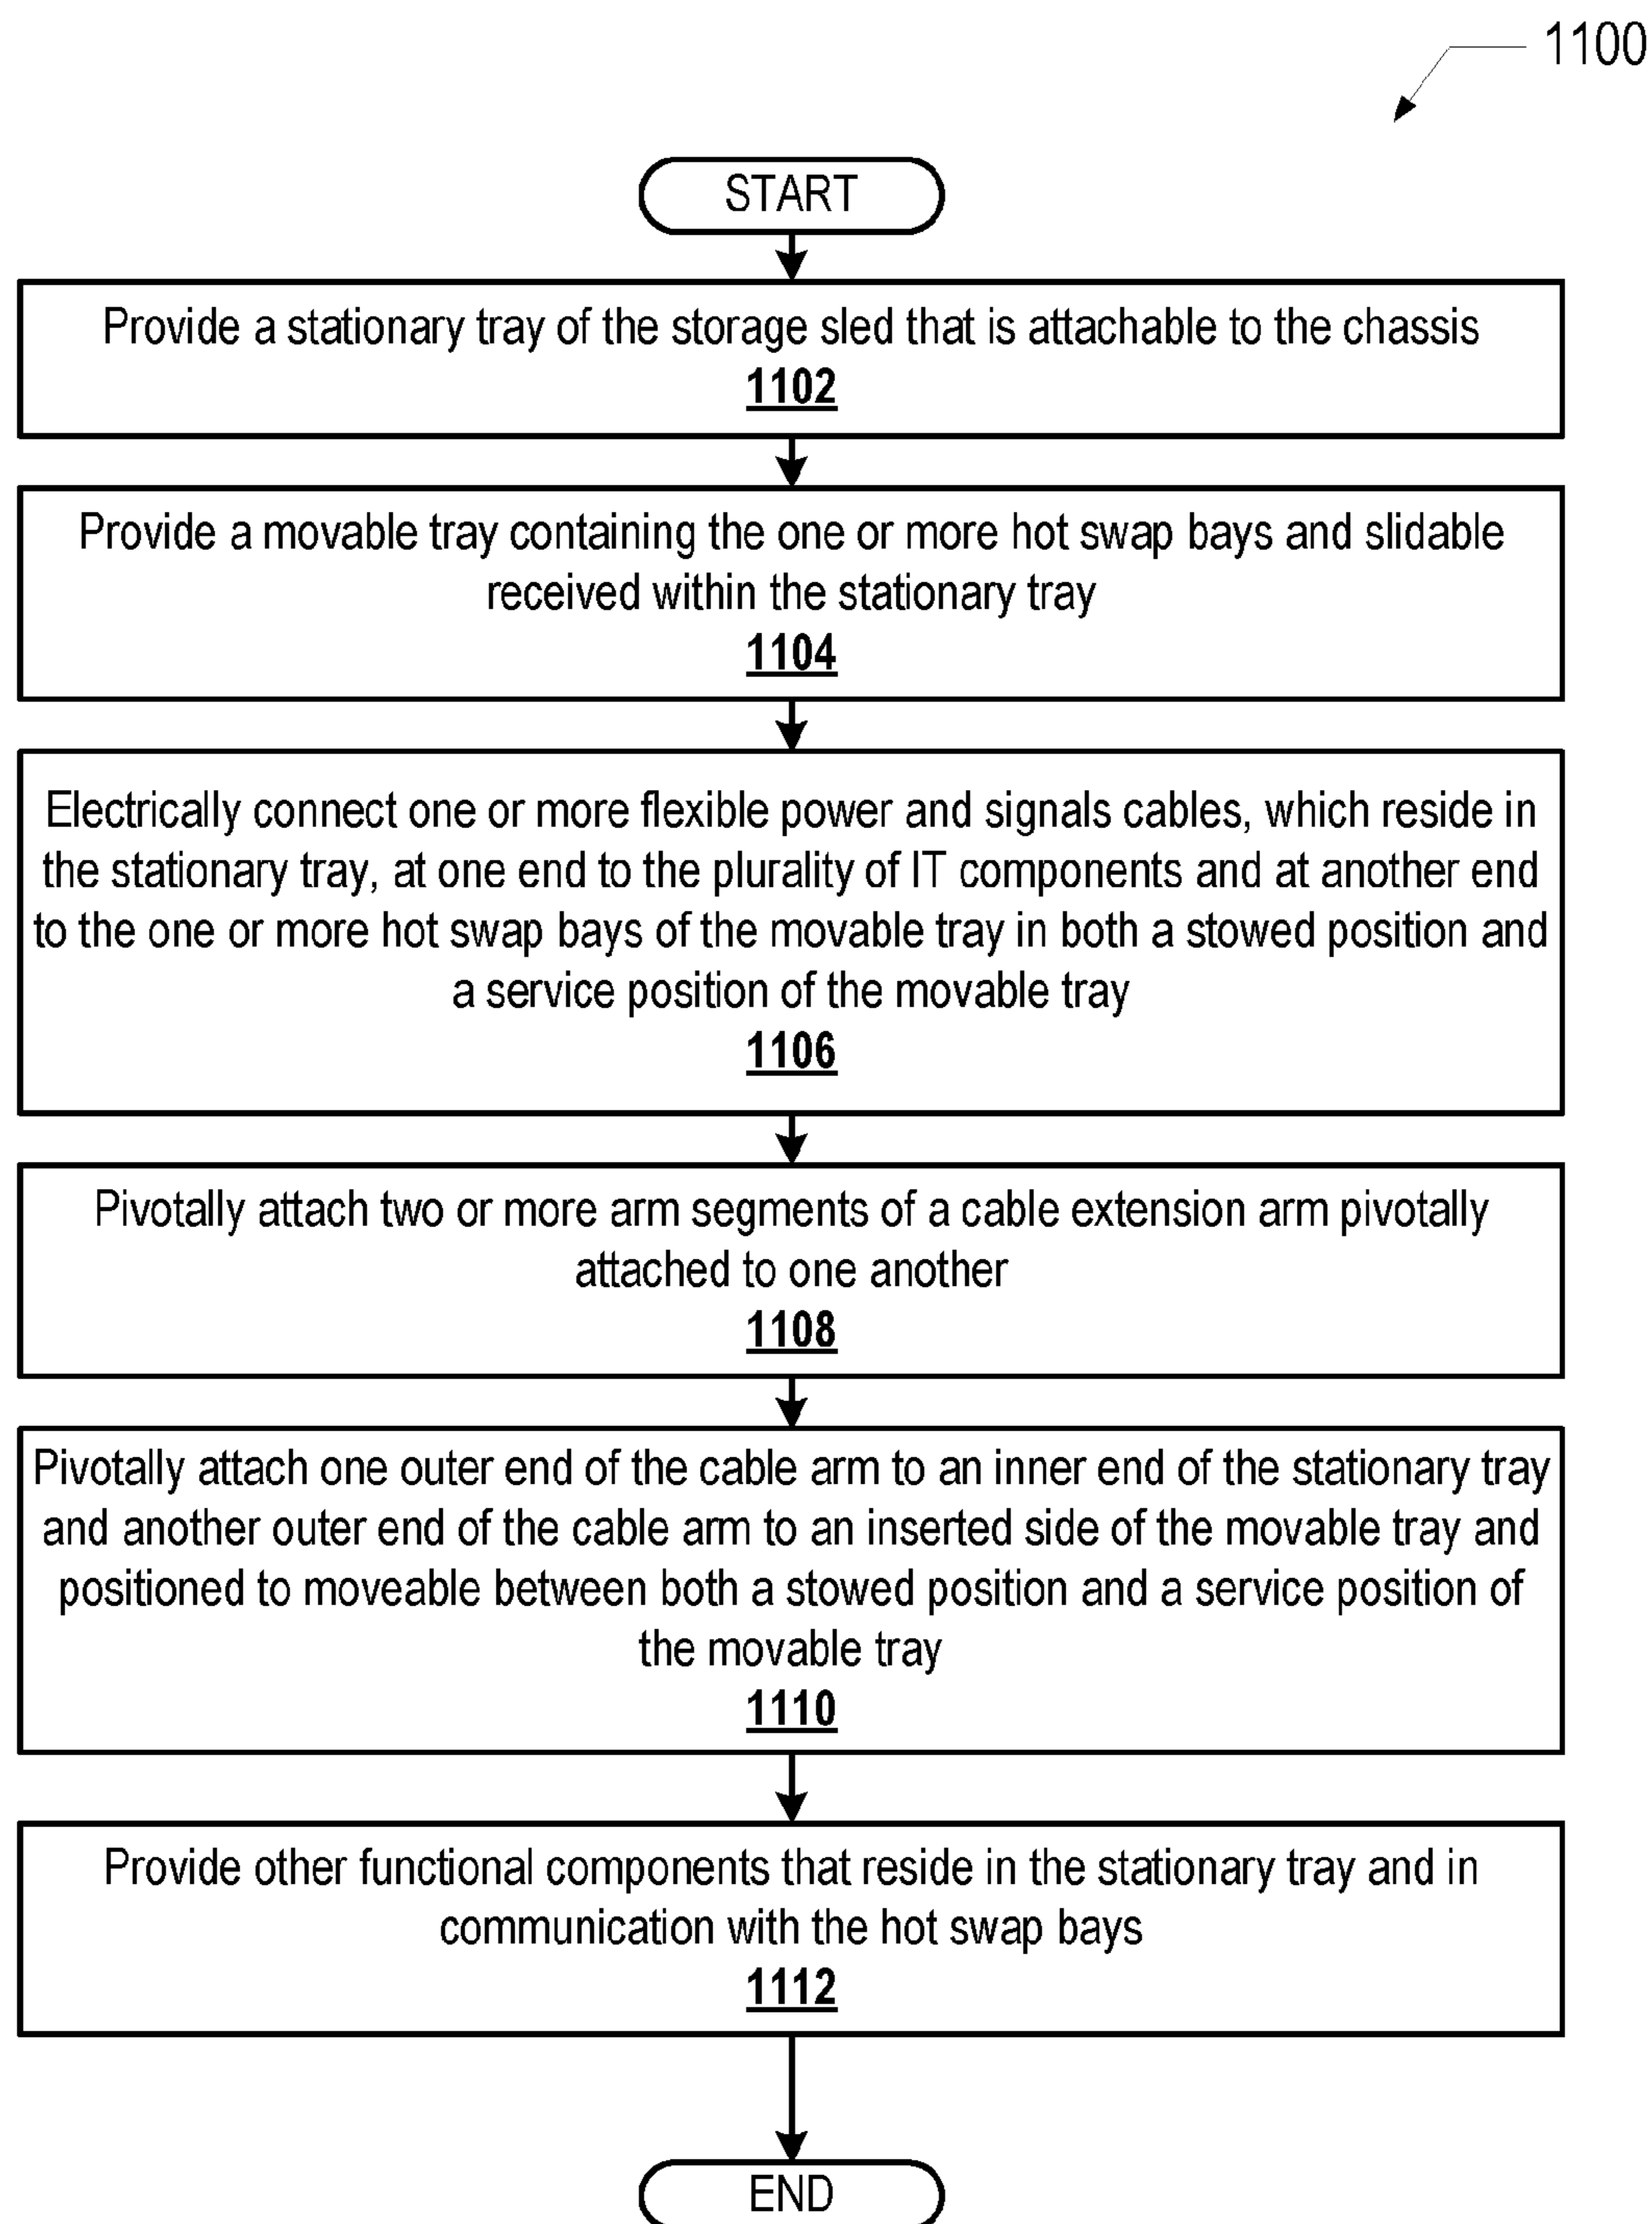 1100
START
Provide a stationary tray of the storage sled that is attachable to the chassis
1102
Provide a movable tray containing the one or more hot swap bays and slidable
received within the stationary tray
1104
Electrically connect one or more flexible power and signals cables, which reside in
the stationary tray, at one end to the plurality of IT components and at another end
to the one or more hot swap bays of the movable tray in both a stowed position and
a service position of the movable tray
1106
Pivotally attach two or more arm segments of a cable extension arm pivotally
attached to one another
1108
Pivotally attach one outer end of the cable arm to an inner end of the stationary tray
and another outer end of the cable arm to an inserted side of the movable tray and
positioned to moveable between both a stowed position and a service position of
the movable tray
1110
Provide other functional components that reside in the stationary tray and in
communication with the hot swap bays
1112
END